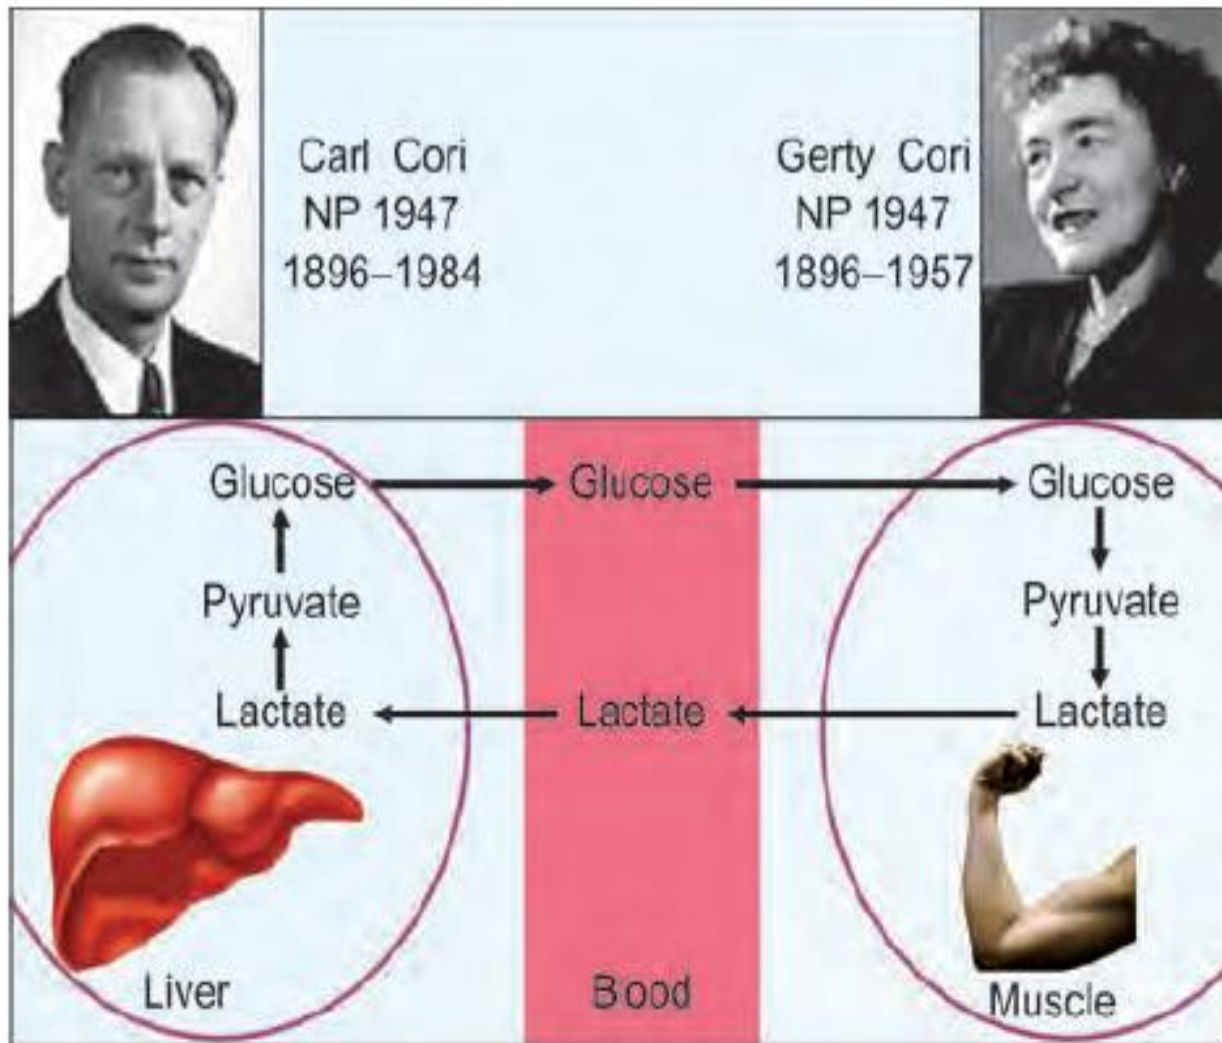 Carl Cori
NP 1947
1896–1984
Gerty Cori
NP 1947
1896–1957
Glucose Glucose Glucose
Pyruvate Pyruvate
Lactate Lactate Lactate
Liver Bood Muscle